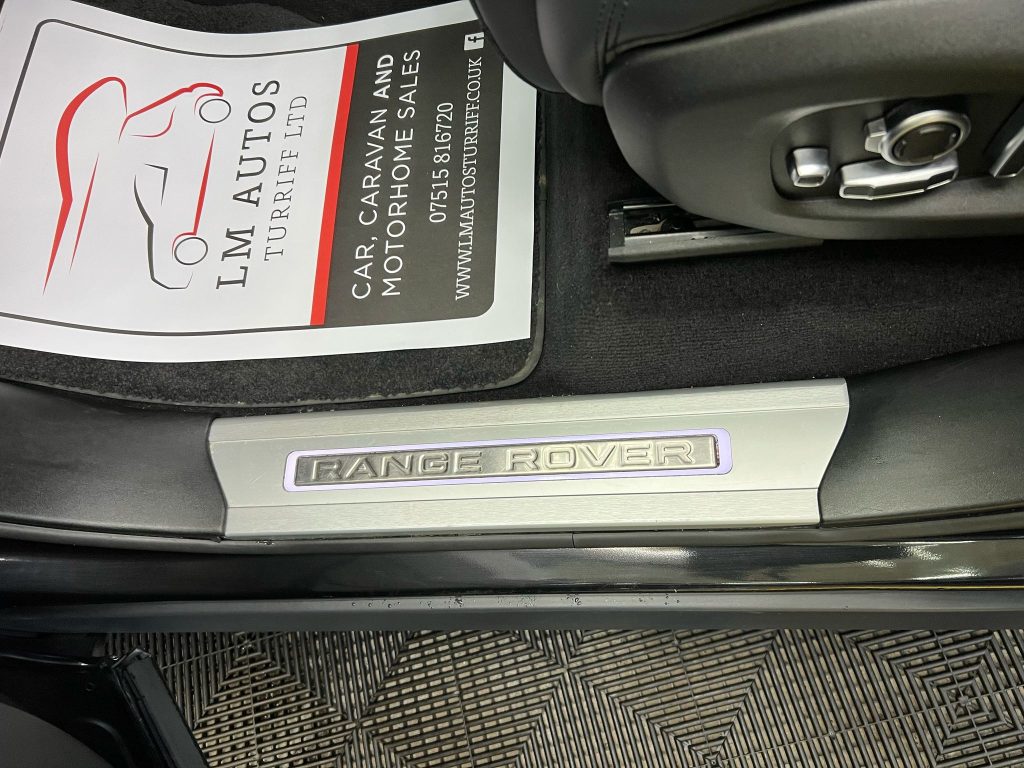 LM AUTOS
TURRIFF LTD
CAR, CARAVAN AND
MOTORHOME SALES
07515 816720
WWW.LMAUTOSTURRIFF.CO.UK
RANGE ROVER